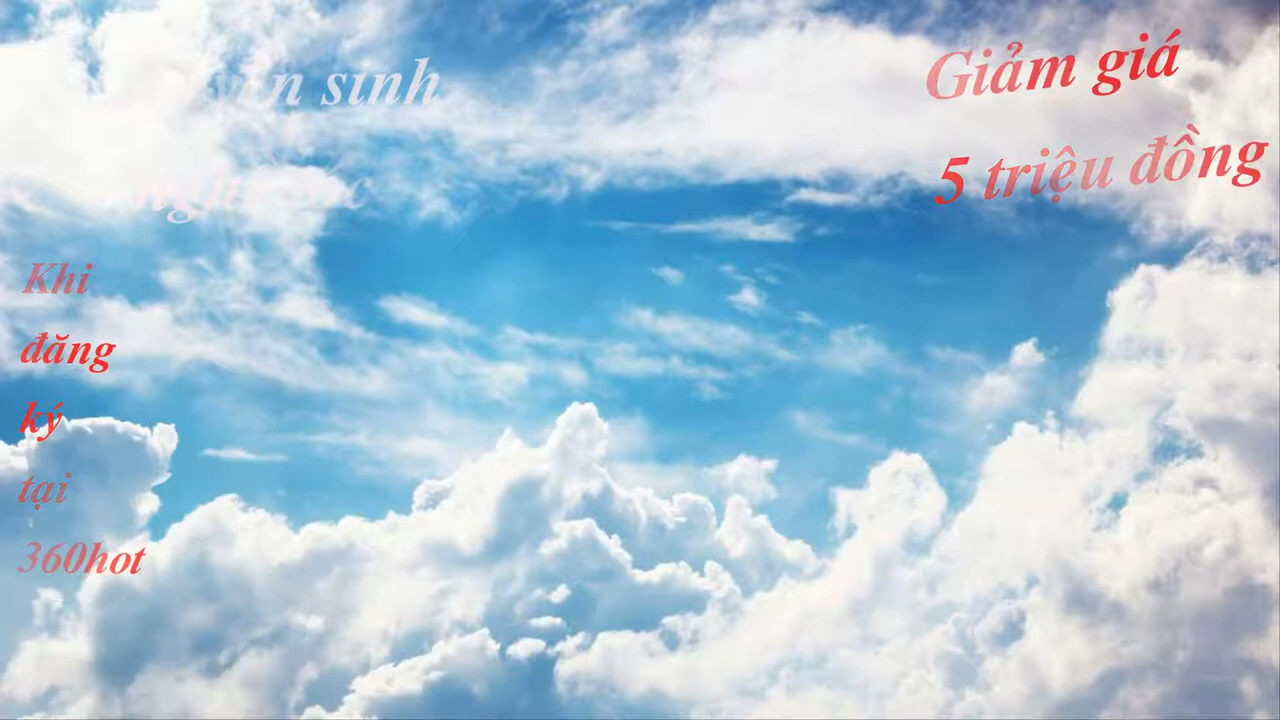 sinh
Giảm giá
5 triệu đồng
Khi
đăng
ký
tại
360hot